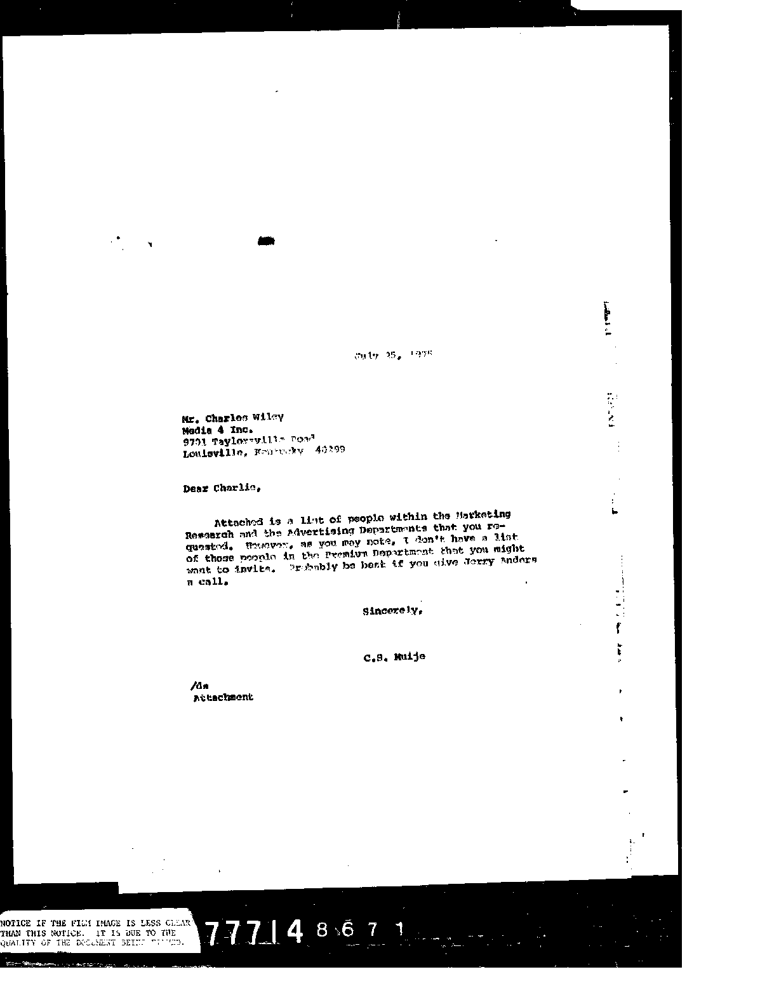 July 25, 
Mr. Charles Wiley
Media 4 Inc.
9701 Taylorsville Road
Louisville, Kentucky 40299
Dear Charlie,
Attached is a list of people within the Marketing
Research and the Advertising Departments that you re-
quested. However, as you may note, I don't have a list
of those people in the Premium Department that you might
want to invite. Probably be best if you give Jerry Anders
a call.
Sincerely,
C.S. Muije
Attachment
NOTICE IF THE FILM IMAGE IS LESS CLEAR
THAN THIS NOTICE. IT IS DUE TO THE
QUALITY OF THE DOCUMENT BEING FILMED.
77714 8671